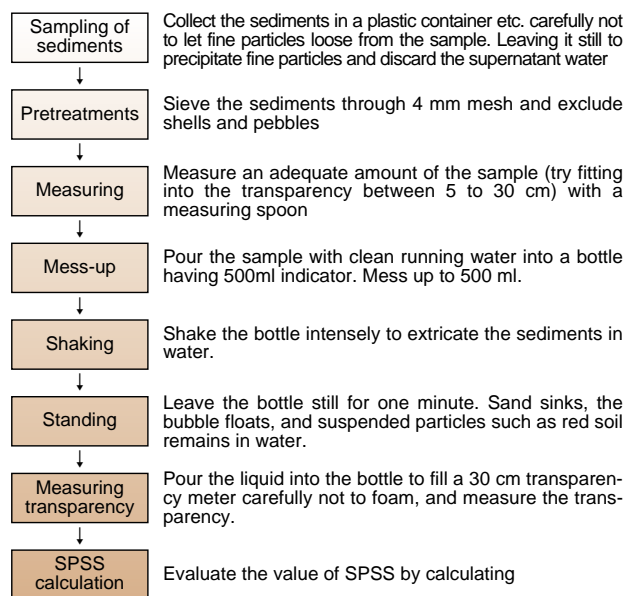 Sampling of
sediments
Collect the sediments in a plastic container etc. carefully not
to let fine particles loose from the sample. Leaving it still to
precipitate fine particles and discard the supernatant water
Pretreatments
Sieve the sediments through 4 mm mesh and exclude
shells and pebbles
Measuring
Measure an adequate amount of the sample (try fitting
into the transparency between 5 to 30 cm) with a
measuring spoon
Mess-up
Pour the sample with clean running water into a bottle
having 500ml indicator. Mess up to 500 ml.
Shaking
Shake the bottle intensely to extricate the sediments in
water.
Standing
Leave the bottle still for one minute. Sand sinks, the
bubble floats, and suspended particles such as red soil
remains in water.
Measuring
transparency
Pour the liquid into the bottle to fill a 30 cm transparen-
cy meter carefully not to foam, and measure the trans-
parency.
SPSS
calculation
Evaluate the value of SPSS by calculating